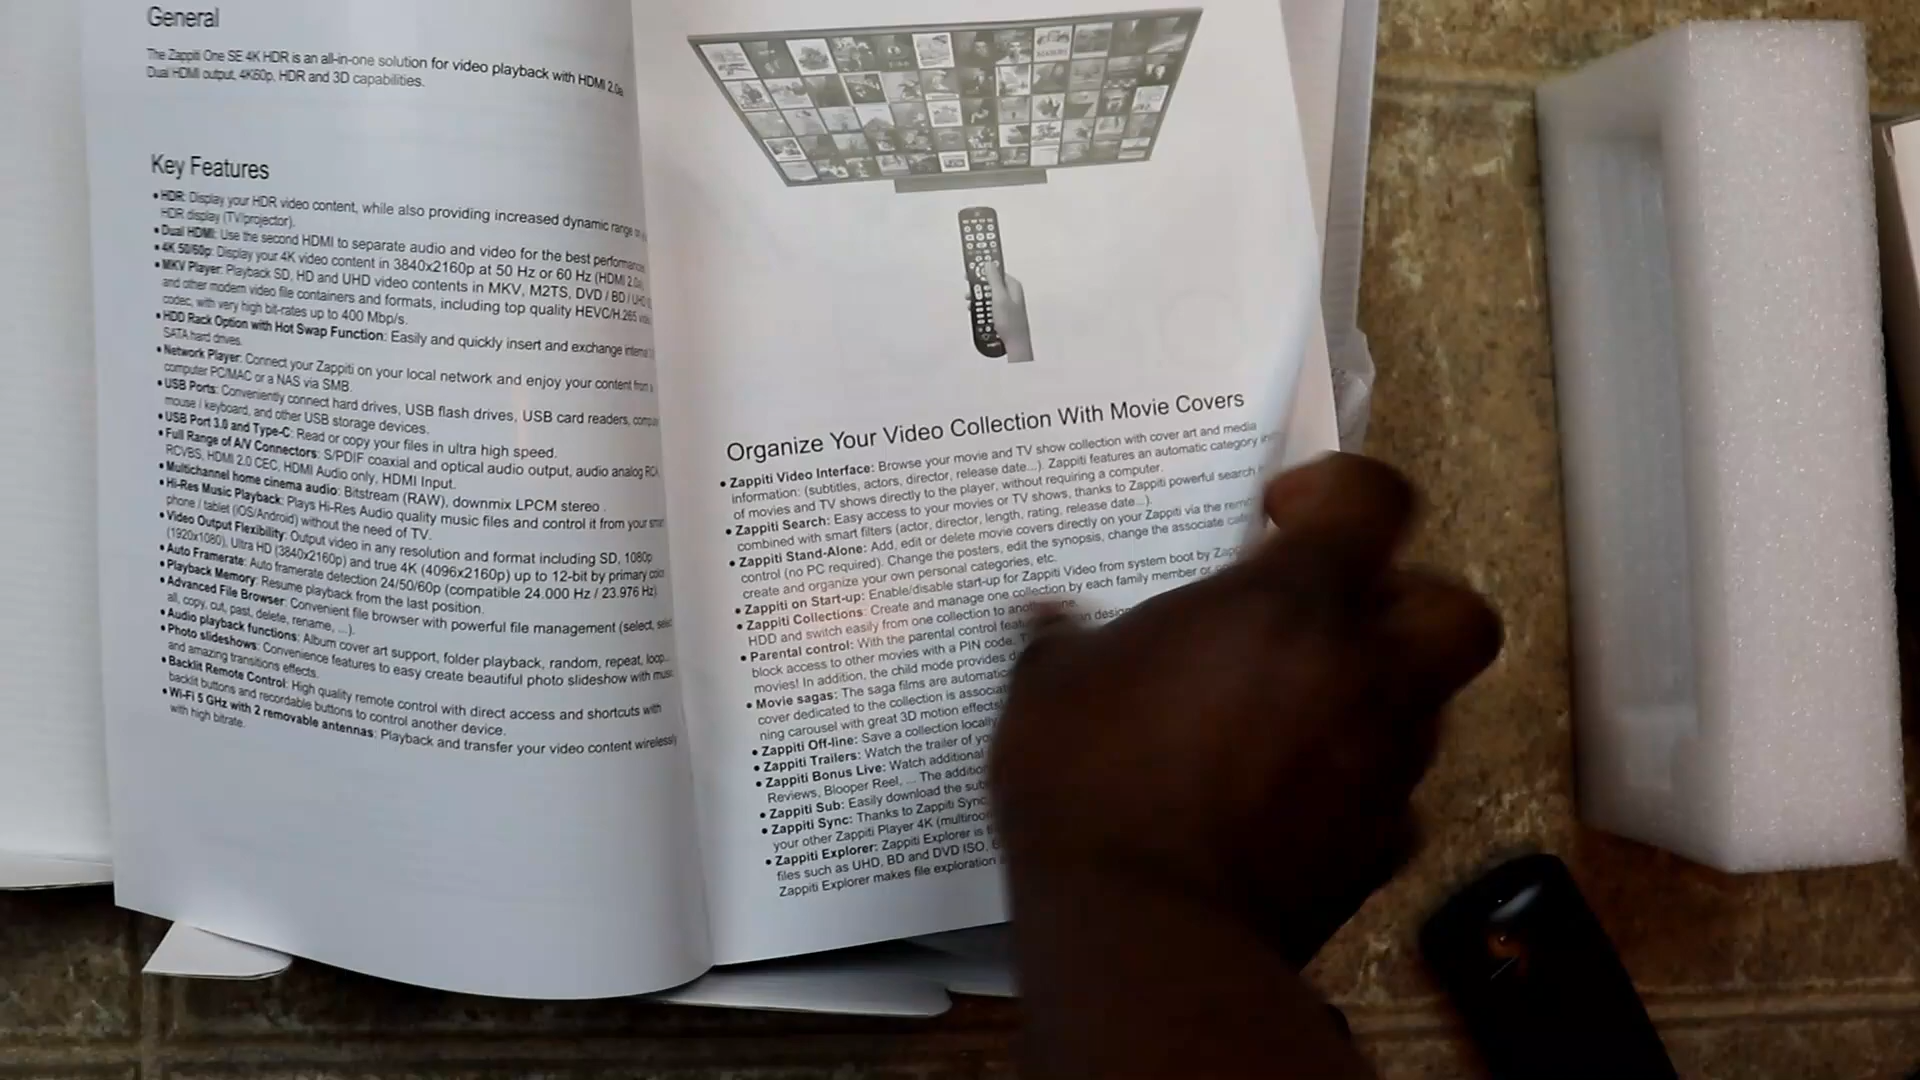 General
The Zappiti One SE 4K HDR is an all-in-one solution for video playback with HDMI 2.0a,
Dual HDMI output, 4K60p, HDR and 3D capabilities.
Key Features
• HDR: Display your HDR video content, while also providing increased dynamic range
HDR display (TV/projector).
• Dual HDMI: Use the second HDMI to separate audio and video for the best performance
• 4K 50/60p: Display your 4K video content in 3840x2160p at 50 Hz or 60 Hz (HDMI 2.0a
• MKV Player: Playback SD, HD and UHD video contents in MKV, M2TS, DVD / BD / UHD
and other modern video file containers and formats, including top quality HEVC/H.265
codec, with very high bit-rates up to 400 Mbp/s.
• HDD Rack Option with Hot Swap Function: Easily and quickly insert and exchange
SATA hard drives.
• Network Player: Connect your Zappiti on your local network and enjoy your content from
computer PC/MAC or a NAS via SMB.
• USB Ports: Conveniently connect hard drives, USB flash drives, USB card readers,
mouse / keyboard, and other USB storage devices.
• USB Port 3.0 and Type-C: Read or copy your files in ultra high speed.
• Full Range of A/V Connectors: S/PDIF coaxial and optical audio output, audio analog RCA
RCVBS, HDMI 2.0 CEC, HDMI Audio only, HDMI Input.
• Multichannel home cinema audio: Bitstream (RAW), downmix LPCM stereo .
• Hi-Res Music Playback: Plays Hi-Res Audio quality music files and control it from your
phone / tablet (iOS/Android) without the need of TV.
• Video Output Flexibility: Output video in any resolution and format including SD, 1080p
(1920x1080), Ultra HD (3840x2160p) and true 4K (4096x2160p) up to 12-bit by primary color
• Auto Framerate: Auto framerate detection 24/50/60p (compatible 24.000 Hz / 23.976 Hz)
• Playback Memory: Resume playback from the last position.
• Advanced File Browser: Convenient file browser with powerful file management (select,
all, copy, cut, past, delete, rename, ...).
• Audio playback functions: Album cover art support, folder playback, random, repeat, loop...
• Photo slideshows: Convenience features to easy create beautiful photo slideshow with
and amazing transitions effects.
• Backlit Remote Control: High quality remote control with direct access and shortcuts with
backlit buttons and recordable buttons to control another device.
• Wi-Fi 5 GHz with 2 removable antennas: Playback and transfer your video content wirelessly
with high bitrate.
Organize Your Video Collection With Movie Covers
• Zappiti Video Interface: Browse your movie and TV show collection with cover art and media
information: (subtitles, actors, director, release date...). Zappiti features an automatic category
of movies and TV shows directly to the player, without requiring a computer.
• Zappiti Search: Easy access to your movies or TV shows, thanks to Zappiti powerful search
combined with smart filters (actor, director, length, rating, release date...).
• Zappiti Stand-Alone: Add, edit or delete movie covers directly on your Zappiti via the
control (no PC required). Change the posters, edit the synopsis, change the associate
create and organize your own personal categories, etc.
• Zappiti on Start-up: Enable/disable start-up for Zappiti Video from system boot by
• Zappiti Collections: Create and manage one collection by each family member or
HDD and switch easily from one collection to another one.
• Parental control: With the parental control
block access to other movies with a PIN code.
movies! In addition, the child mode provides
• Movie sagas: The saga films are
cover dedicated to the collection is
ning carousel with great 3D motion effects!
• Zappiti Off-line: Save a collection locally
• Zappiti Trailers: Watch the trailer of
• Zappiti Bonus Live: Watch additional
Reviews, Blooper Reel, ... The
• Zappiti Sub: Easily download the
• Zappiti Sync: Thanks to Zappiti Sync
your other Zappiti Player 4K
• Zappiti Explorer: Zappiti Explorer is
files such as UHD, BD and DVD ISO,
Zappiti Explorer makes file exploration